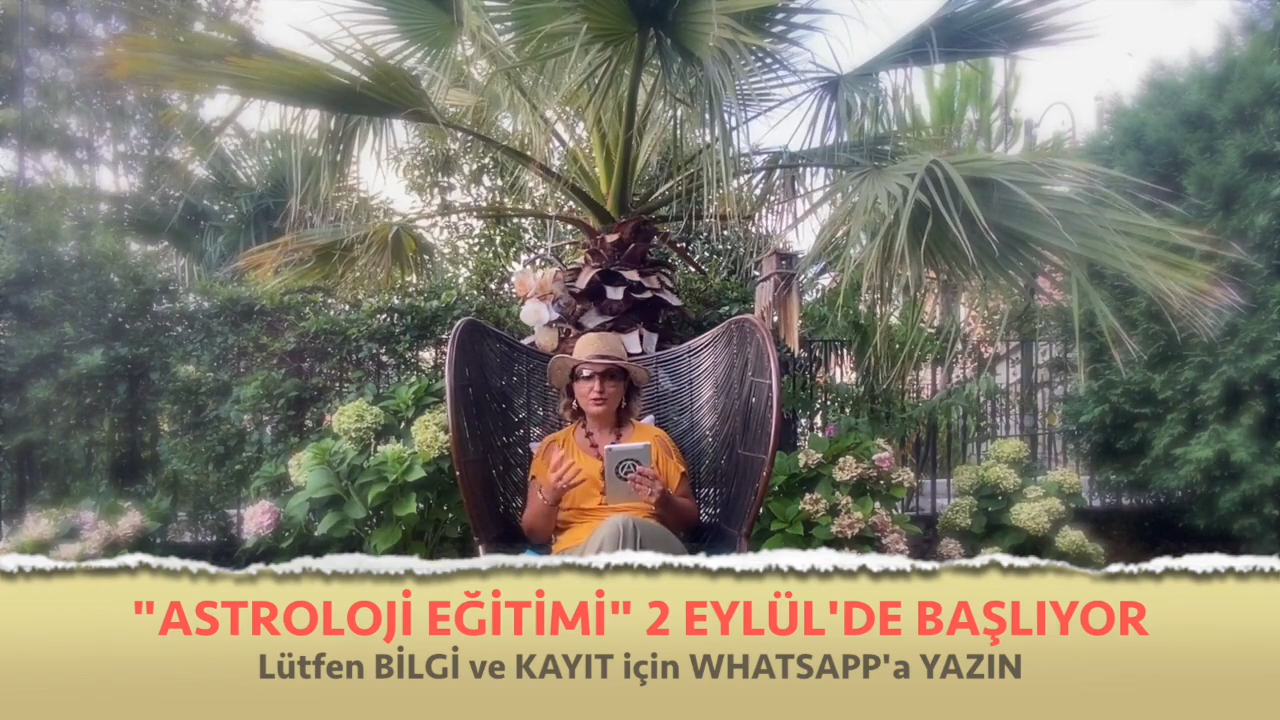 "ASTROLOJİ EĞİTİMİ" 2 EYLÜL'DE BAŞLIYOR
Lütfen BİLGİ ve KAYIT için WHATSAPP'a YAZIN